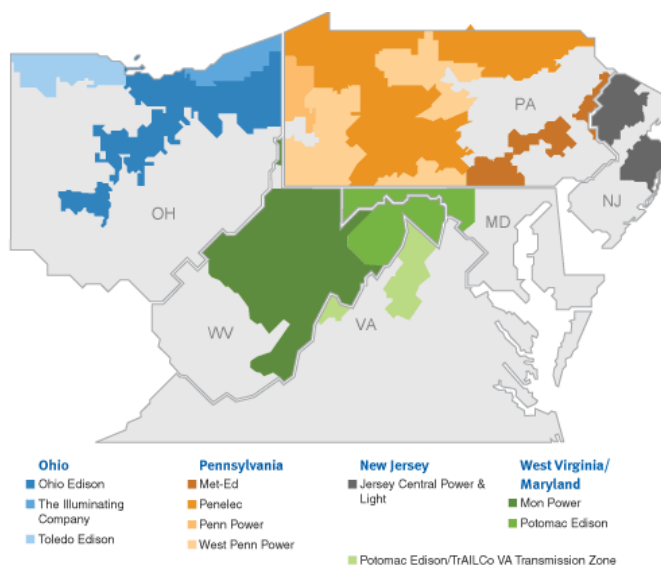 PA
OH
NJ
MD
WV
VA
Ohio
Ohio Edison
The Illuminating
Company
Toledo Edison
Pennsylvania
Met-Ed
Penelec
Penn Power
West Penn Power
New Jersey
Jersey Central Power &
Light
West Virginia/
Maryland
Mon Power
Potomac Edison
Potomac Edison/TrAILCo VA Transmission Zone